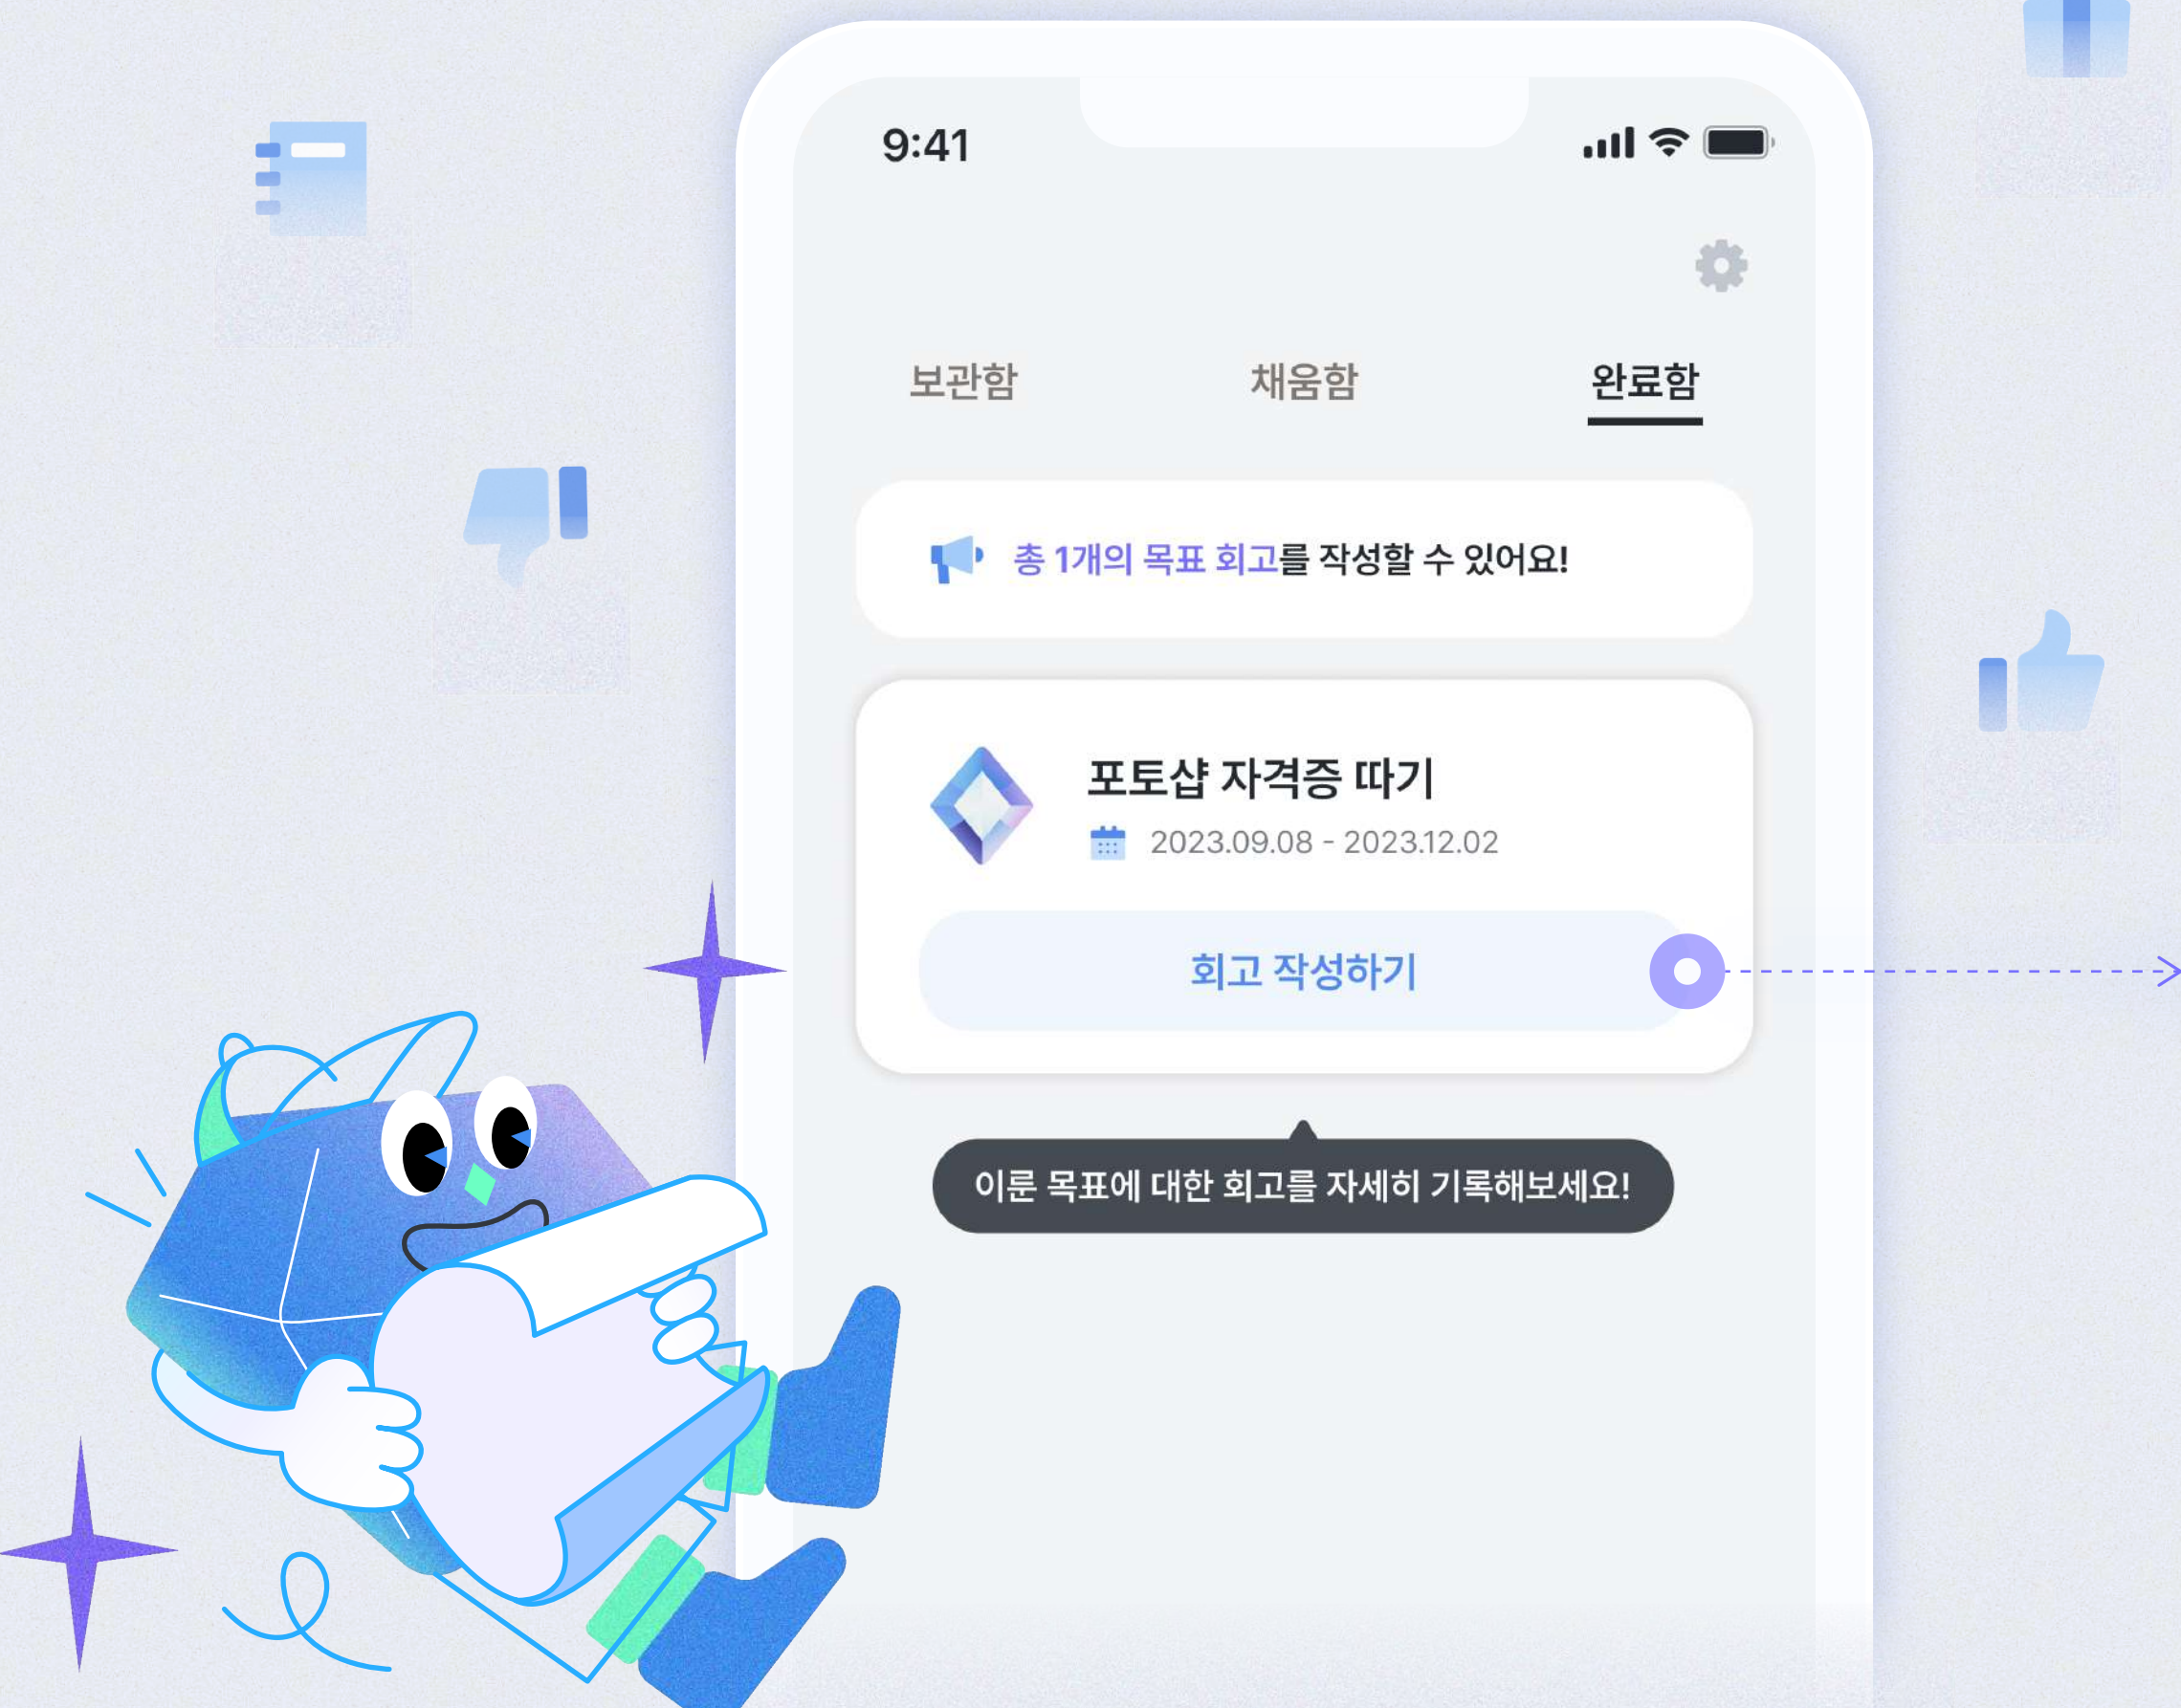 9:41
보관함 채움함 완료함
총 1개의 목표 회고를 작성할 수 있어요!
포토샵 자격증 따기
2023.09.08 - 2023.12.02
회고 작성하기
이룬 목표에 대한 회고를 자세히 기록해보세요!